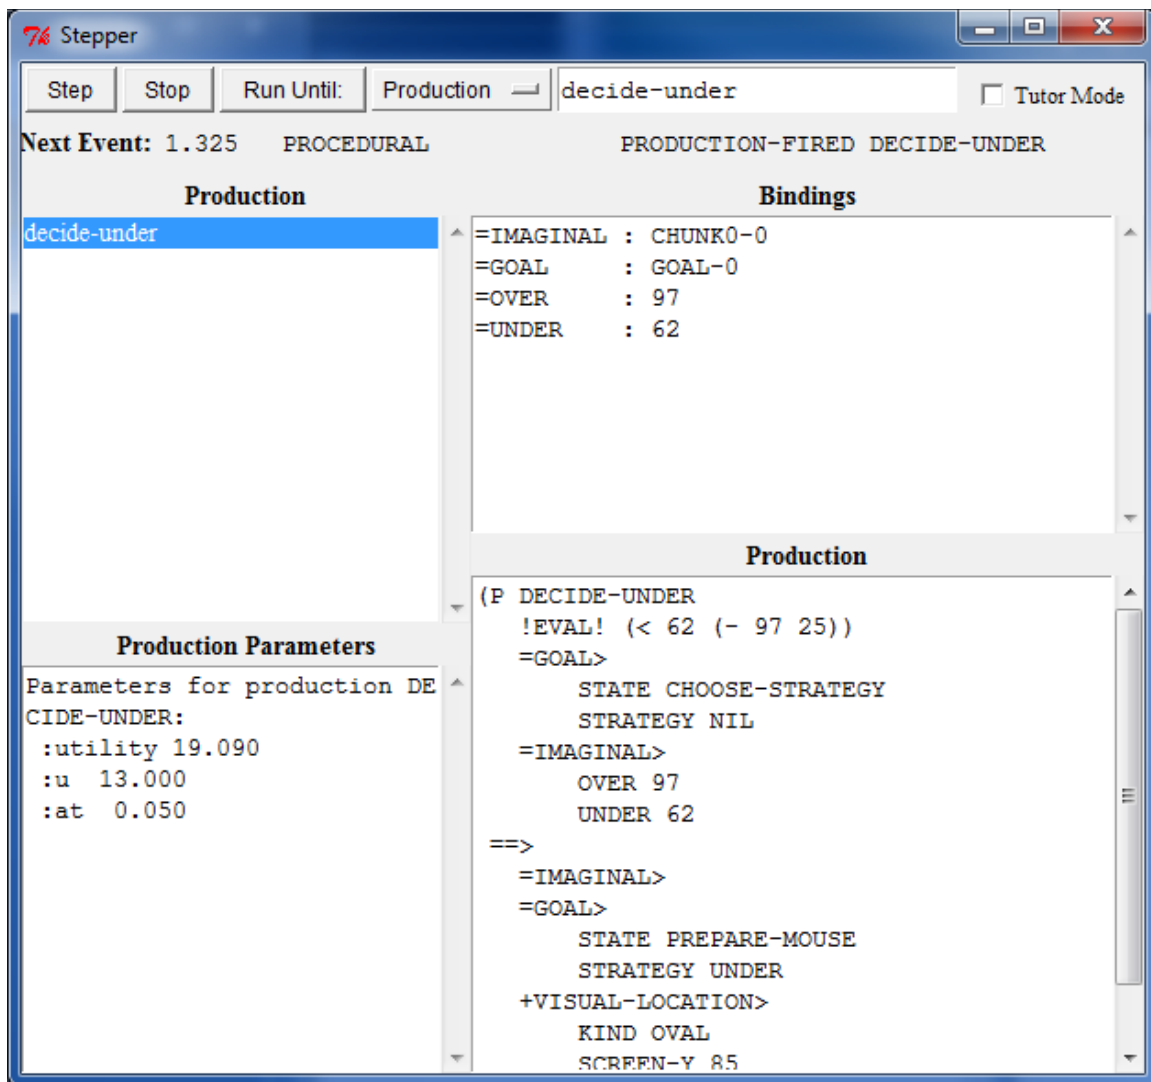 Stepper
Step Stop Run Until: Production decide-under Tutor Mode
Next Event: 1.325 PROCEDURAL PRODUCTION-FIRED DECIDE-UNDER
Production
decide-under
Production Parameters
Parameters for production DE
CIDE-UNDER:
:utility 19.090
:u 13.000
:at 0.050
Bindings
=IMAGINAL : CHUNK0-0
=GOAL : GOAL-0
=OVER : 97
=UNDER : 62
Production
(P DECIDE-UNDER
!EVAL! (< 62 (- 97 25))
=GOAL>
STATE CHOOSE-STRATEGY
STRATEGY NIL
=IMAGINAL>
OVER 97
UNDER 62
==>
=IMAGINAL>
=GOAL>
STATE PREPARE-MOUSE
STRATEGY UNDER
+VISUAL-LOCATION>
KIND OVAL
SCREEN-Y 85